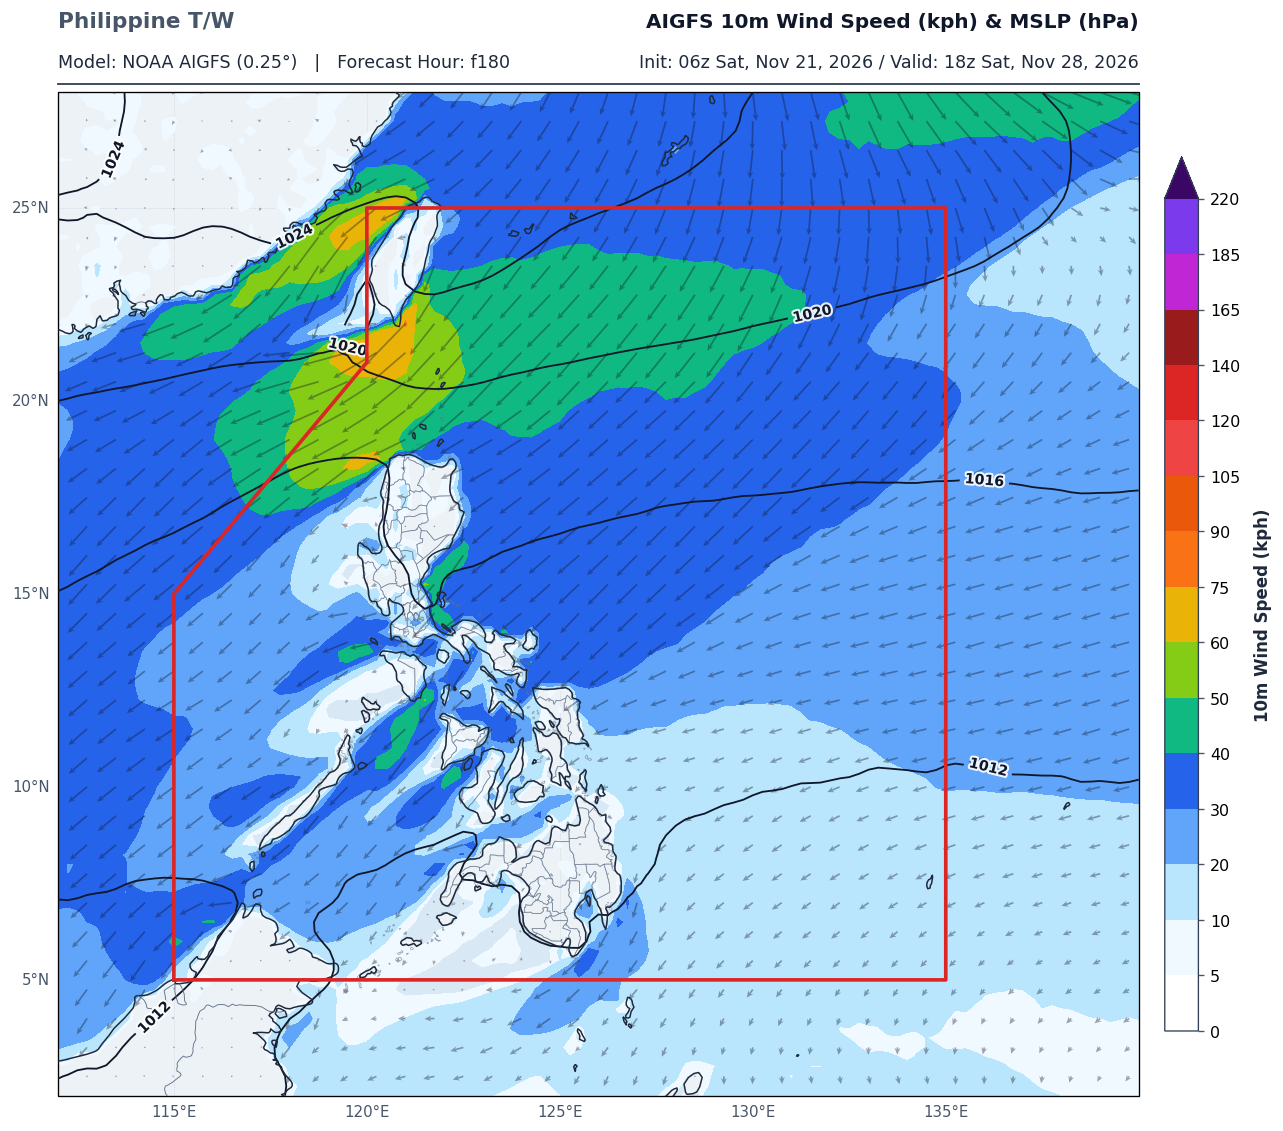 Philippine T/W
AIGFS 10m Wind Speed (kph) & MSLP (hPa)
Model: NOAA AIGFS (0.25°) | Forecast Hour: f180
Init: 06z Sat, Nov 21, 2026 / Valid: 18z Sat, Nov 28, 2026
1024
1024
1020
1020
1016
1012
1012
25°N
20°N
15°N
10°N
5°N
115°E
120°E
125°E
130°E
135°E
220
185
165
140
120
105
90
75
60
50
40
30
20
10
5
0
10m Wind Speed (kph)